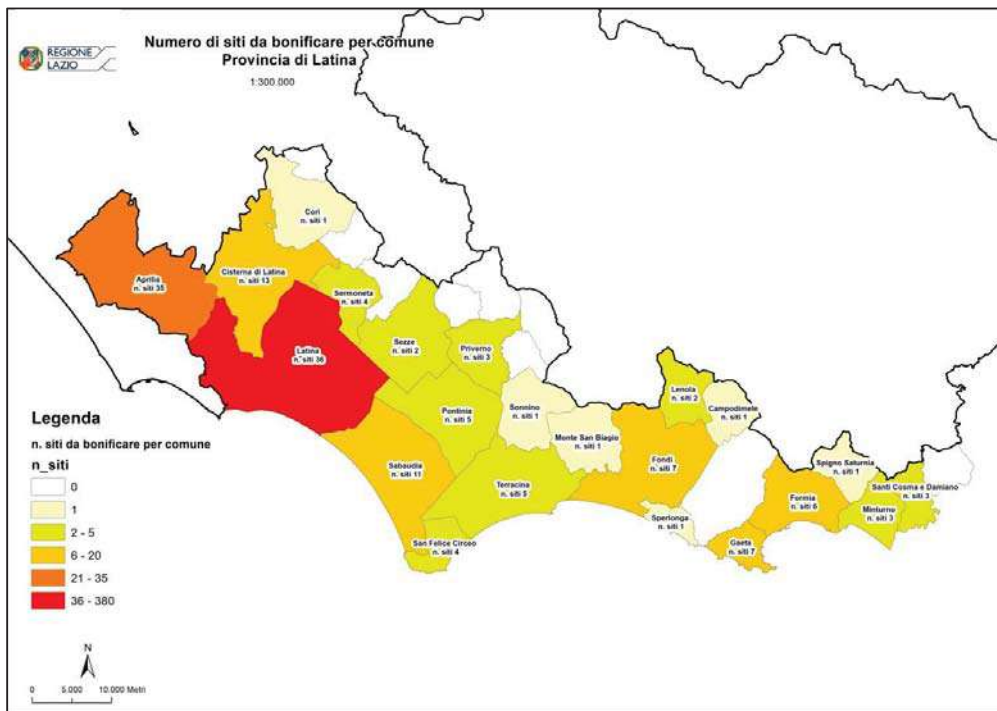 REGIONE
LAZIO
Numero di siti da bonificare per comune
Provincia di Latina
1:300.000
Cori
n. siti 1
Cisterna di Latina
n. siti 13
Aprilia
n. siti 35
Sermoneta
n. siti 4
Latina
n. siti 36
Sezze
n. siti 2
Priverno
n. siti 3
Pontinia
n. siti 5
Sonnino
n. siti 1
Monte San Biagio
n. siti 1
Lenola
n. siti 2
Campodimele
n. siti 1
Sabaudia
n. siti 11
Terracina
n. siti 5
Fondi
n. siti 7
Spigno Saturnia
n. siti 1
Santi Cosma e Damiano
n. siti 3
Formia
n. siti 6
Minturno
n. siti 3
Sperlonga
n. siti 1
San Felice Circeo
n. siti 4
Gaeta
n. siti 7
Legenda
n. siti da bonificare per comune
n_siti
0
1
2 - 5
6 - 20
21 - 35
36 - 380
N
0 5.000 10.000 Metri